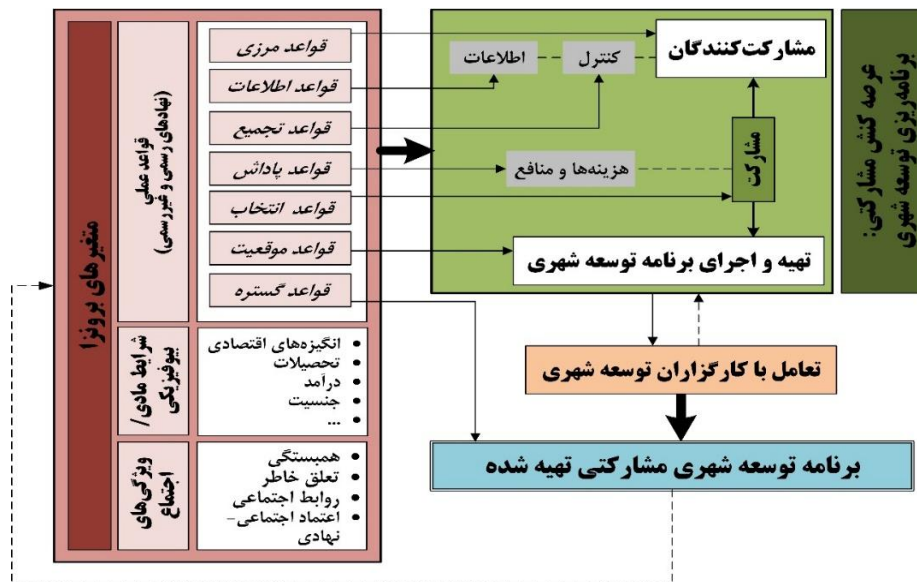 متغیرهای برونزا
قواعد عملی
(نهادهای رسمی و غیررسمی)
قواعد مرزی
قواعد اطلاعات
قواعد تجمیع
قواعد پاداش
قواعد انتخاب
قواعد موقعیت
قواعد گستره
شرایط مادی/
بیوفیزیکی
• انگیزه‌های اقتصادی
• تحصیلات
• درآمد
• جنسیت
• ...
ویژگی‌های
اجتماع
• همبستگی
• تعلق خاطر
• روابط اجتماعی
• اعتماد اجتماعی-
نهادی
عرصه کنش مشارکتی:
برنامه‌ریزی توسعه شهری
مشارکت‌کنندگان
کنترل
اطلاعات
مشارکت
هزینه‌ها و منافع
تهیه و اجرای برنامه توسعه شهری
تعامل با کارگزاران توسعه شهری
برنامه توسعه شهری مشارکتی تهیه شده